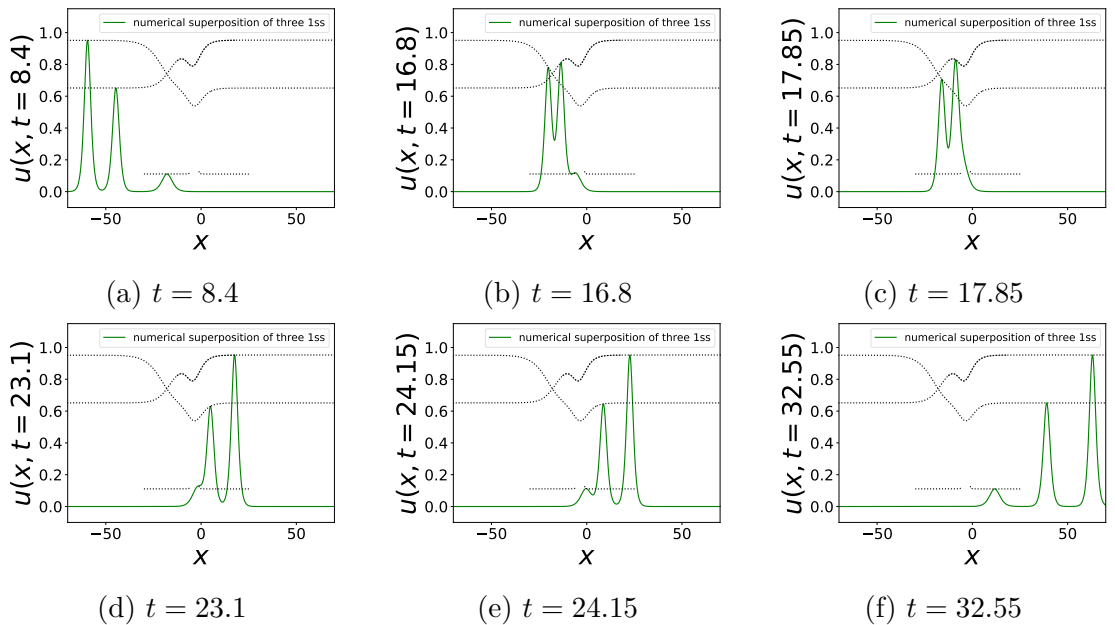 numerical superposition of three 1ss
u(x, t = 8.4)
1.0
0.8
0.6
0.4
0.2
0.0
−50 0 50
x
(a) t = 8.4
numerical superposition of three 1ss
u(x, t = 16.8)
1.0
0.8
0.6
0.4
0.2
0.0
−50 0 50
x
(b) t = 16.8
numerical superposition of three 1ss
u(x, t = 17.85)
1.0
0.8
0.6
0.4
0.2
0.0
−50 0 50
x
(c) t = 17.85
numerical superposition of three 1ss
u(x, t = 23.1)
1.0
0.8
0.6
0.4
0.2
0.0
−50 0 50
x
(d) t = 23.1
numerical superposition of three 1ss
u(x, t = 24.15)
1.0
0.8
0.6
0.4
0.2
0.0
−50 0 50
x
(e) t = 24.15
numerical superposition of three 1ss
u(x, t = 32.55)
1.0
0.8
0.6
0.4
0.2
0.0
−50 0 50
x
(f) t = 32.55